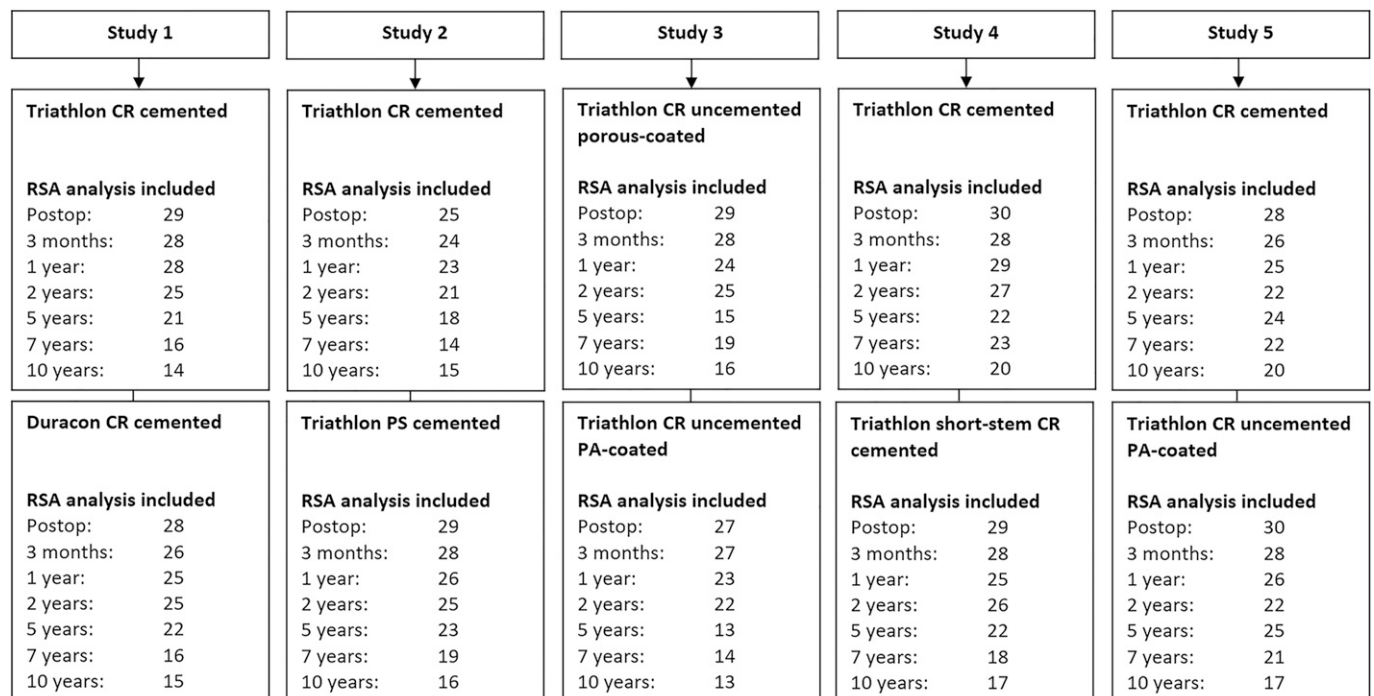 Study 1
Triathlon CR cemented
RSA analysis included
Postop: 29
3 months: 28
1 year: 28
2 years: 25
5 years: 21
7 years: 16
10 years: 14
Duracon CR cemented
RSA analysis included
Postop: 28
3 months: 26
1 year: 25
2 years: 25
5 years: 22
7 years: 16
10 years: 15
Study 2
Triathlon CR cemented
RSA analysis included
Postop: 25
3 months: 24
1 year: 23
2 years: 21
5 years: 18
7 years: 14
10 years: 15
Triathlon PS cemented
RSA analysis included
Postop: 29
3 months: 28
1 year: 26
2 years: 25
5 years: 23
7 years: 19
10 years: 16
Study 3
Triathlon CR uncemented
porous-coated
RSA analysis included
Postop: 29
3 months: 28
1 year: 24
2 years: 25
5 years: 15
7 years: 19
10 years: 16
Triathlon CR uncemented
PA-coated
RSA analysis included
Postop: 27
3 months: 27
1 year: 23
2 years: 22
5 years: 13
7 years: 14
10 years: 13
Study 4
Triathlon CR cemented
RSA analysis included
Postop: 30
3 months: 28
1 year: 29
2 years: 27
5 years: 22
7 years: 23
10 years: 20
Triathlon short-stem CR
cemented
RSA analysis included
Postop: 29
3 months: 28
1 year: 25
2 years: 26
5 years: 22
7 years: 18
10 years: 17
Study 5
Triathlon CR cemented
RSA analysis included
Postop: 28
3 months: 26
1 year: 25
2 years: 22
5 years: 24
7 years: 22
10 years: 20
Triathlon CR uncemented
PA-coated
RSA analysis included
Postop: 30
3 months: 28
1 year: 26
2 years: 22
5 years: 25
7 years: 21
10 years: 17